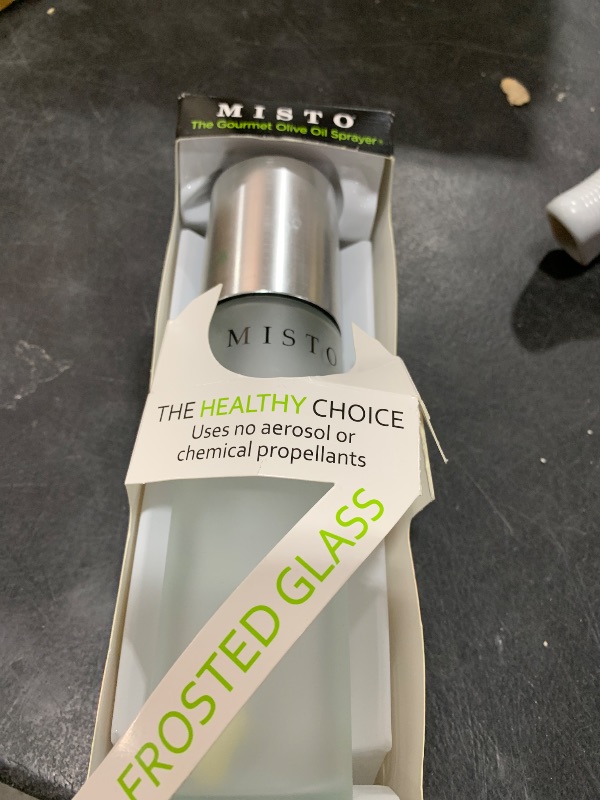 MISTO
The Gourmet Olive Oil Sprayer
MISTO
THE HEALTHY CHOICE
Uses no aerosol or
chemical propellants
FROSTED GLASS